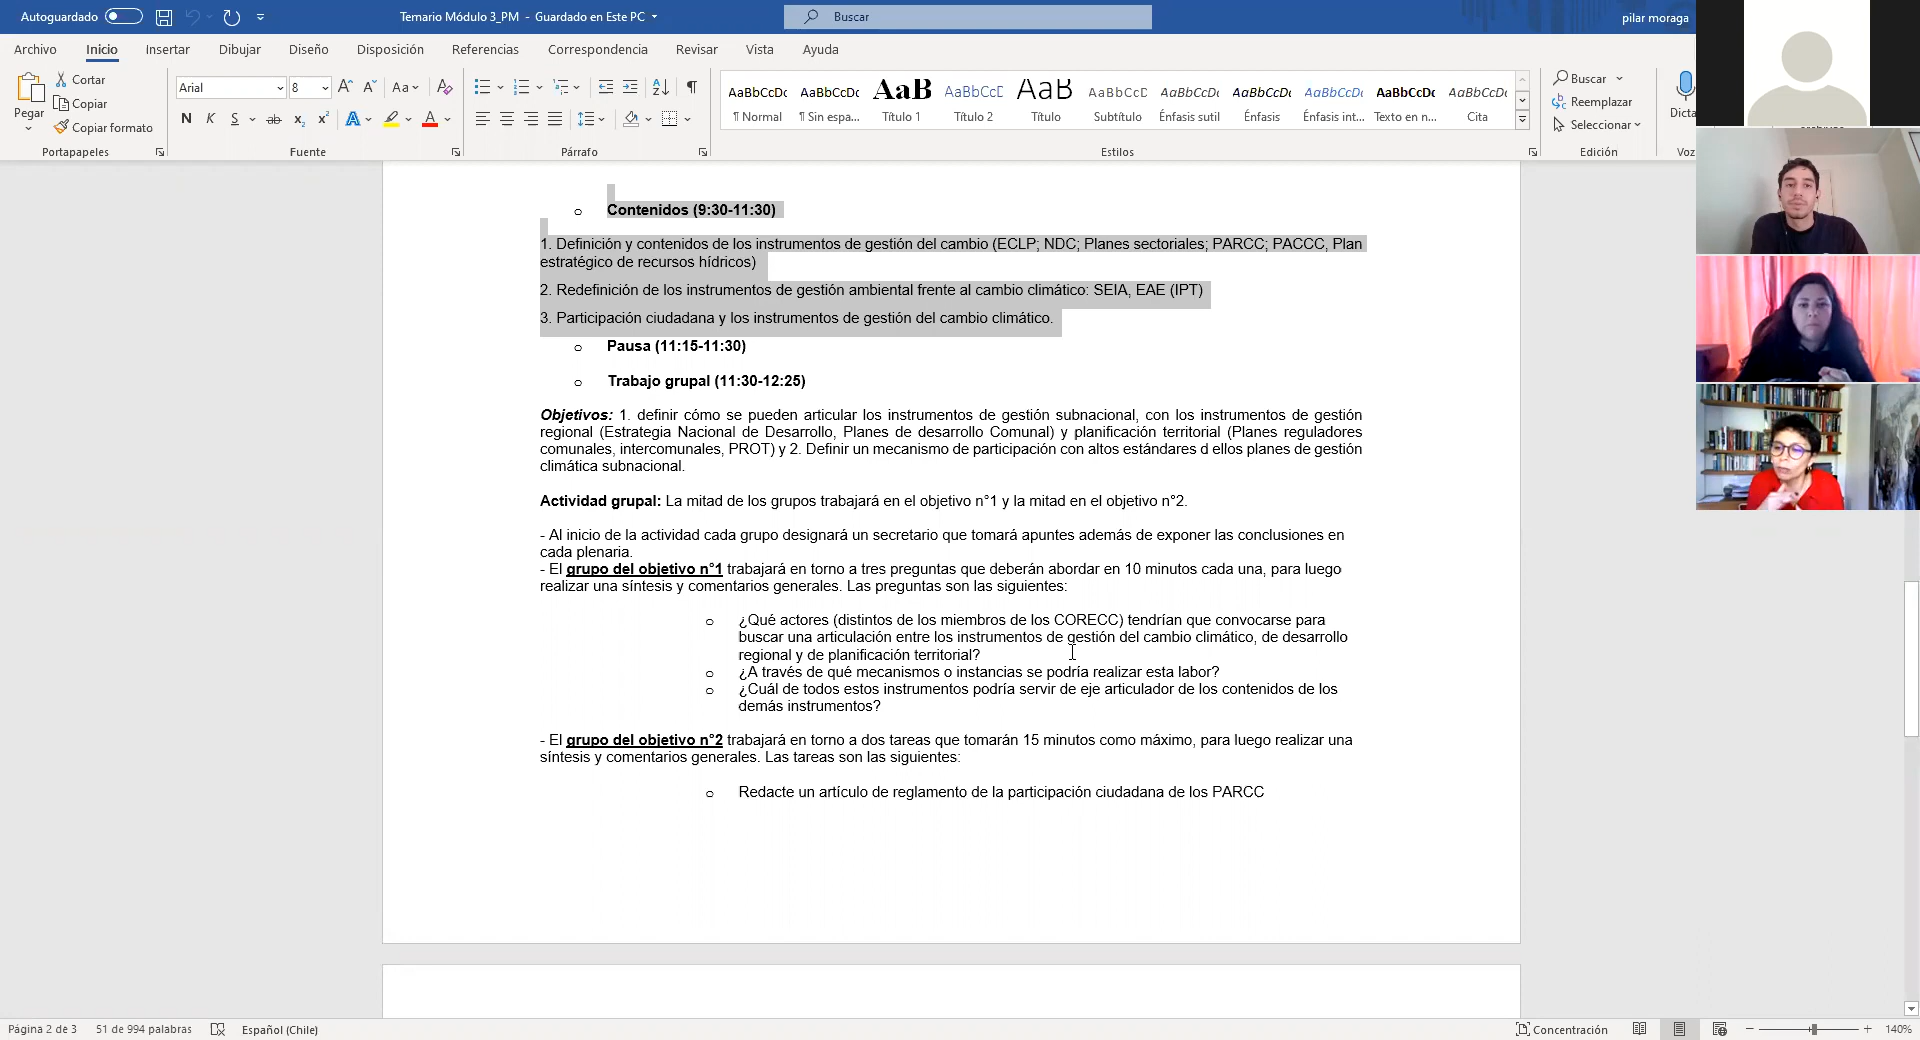 Autoguardado
Temario Módulo 3_PM - Guardado en Este PC
Buscar
pilar moraga
Archivo Inicio Insertar Dibujar Diseño Disposición Referencias Correspondencia Revisar Vista Ayuda
Pegar
Cortar
Copiar
Copiar formato
Portapapeles
Arial 8
Aa
N K S ab x₂ x²
Fuente
Párrafo
AaBbCcDc AaBbCcDc AaB AaBbCcE AaB AaBbCcD AaBbCcDc AaBbCcDc AaBbCcDc AaBbCcDc AaBbCcDc
¶ Normal ¶ Sin espa... Título 1 Título 2 Título Subtítulo Énfasis sutil Énfasis Énfasis int... Texto en n... Cita
Estilos
Buscar
Reemplazar
Seleccionar
Edición
Dicta
Voz
o Contenidos (9:30-11:30)
1. Definición y contenidos de los instrumentos de gestión del cambio (ECLP; NDC; Planes sectoriales; PARCC; PACCC, Plan
estratégico de recursos hídricos)
2. Redefinición de los instrumentos de gestión ambiental frente al cambio climático: SEIA, EAE (IPT)
3. Participación ciudadana y los instrumentos de gestión del cambio climático.
o Pausa (11:15-11:30)
o Trabajo grupal (11:30-12:25)
Objetivos: 1. definir cómo se pueden articular los instrumentos de gestión subnacional, con los instrumentos de gestión
regional (Estrategia Nacional de Desarrollo, Planes de desarrollo Comunal) y planificación territorial (Planes reguladores
comunales, intercomunales, PROT) y 2. Definir un mecanismo de participación con altos estándares d ellos planes de gestión
climática subnacional.
Actividad grupal: La mitad de los grupos trabajará en el objetivo n°1 y la mitad en el objetivo n°2.
- Al inicio de la actividad cada grupo designará un secretario que tomará apuntes además de exponer las conclusiones en
cada plenaria.
- El grupo del objetivo n°1 trabajará en torno a tres preguntas que deberán abordar en 10 minutos cada una, para luego
realizar una síntesis y comentarios generales. Las preguntas son las siguientes:
o ¿Qué actores (distintos de los miembros de los CORECC) tendrían que convocarse para
buscar una articulación entre los instrumentos de gestión del cambio climático, de desarrollo
regional y de planificación territorial?
o ¿A través de qué mecanismos o instancias se podría realizar esta labor?
o ¿Cuál de todos estos instrumentos podría servir de eje articulador de los contenidos de los
demás instrumentos?
- El grupo del objetivo n°2 trabajará en torno a dos tareas que tomarán 15 minutos como máximo, para luego realizar una
síntesis y comentarios generales. Las tareas son las siguientes:
o Redacte un artículo de reglamento de la participación ciudadana de los PARCC
Página 2 de 3 51 de 994 palabras Español (Chile)
Concentración
140%